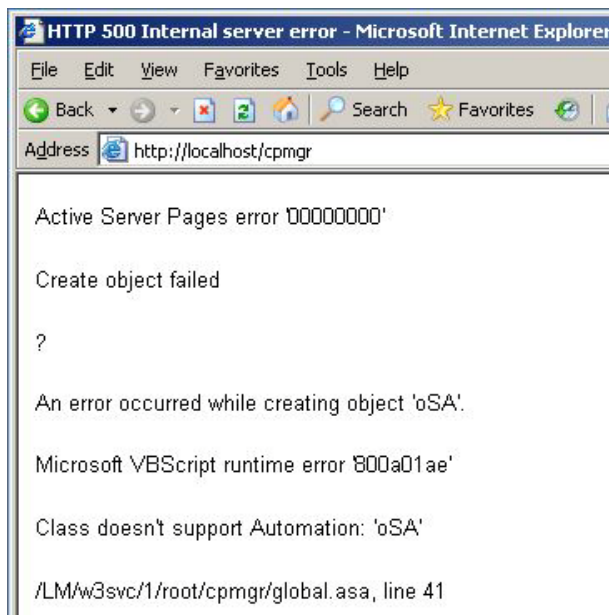 HTTP 500 Internal server error - Microsoft Internet Explorer
File Edit View Favorites Tools Help
Back Search Favorites
Address http://localhost/cpmgr
Active Server Pages error '00000000'
Create object failed
?
An error occurred while creating object 'oSA'.
Microsoft VBScript runtime error '800a01ae'
Class doesn't support Automation: 'oSA'
/LM/w3svc/1/root/cpmgr/global.asa, line 41